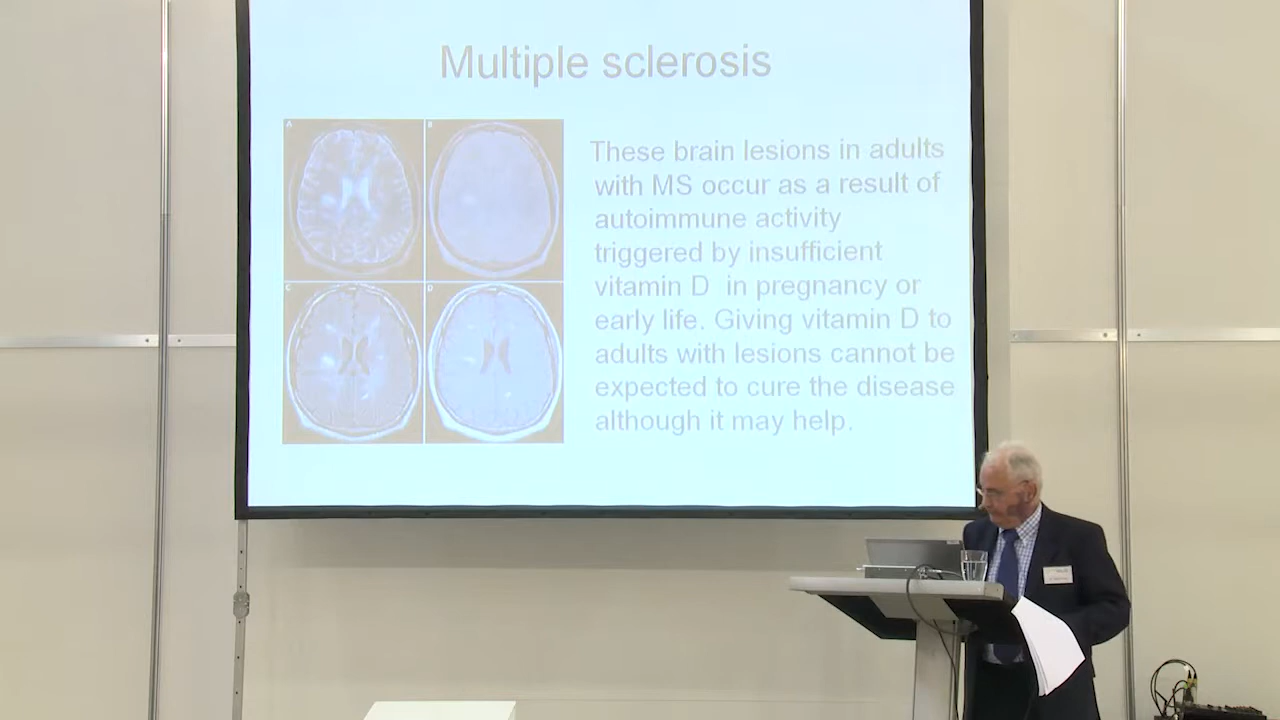 Multiple sclerosis
A
B
C
D
These brain lesions in adults
with MS occur as a result of
autoimmune activity
triggered by insufficient
vitamin D in pregnancy or
early life. Giving vitamin D to
adults with lesions cannot be
expected to cure the disease
although it may help.